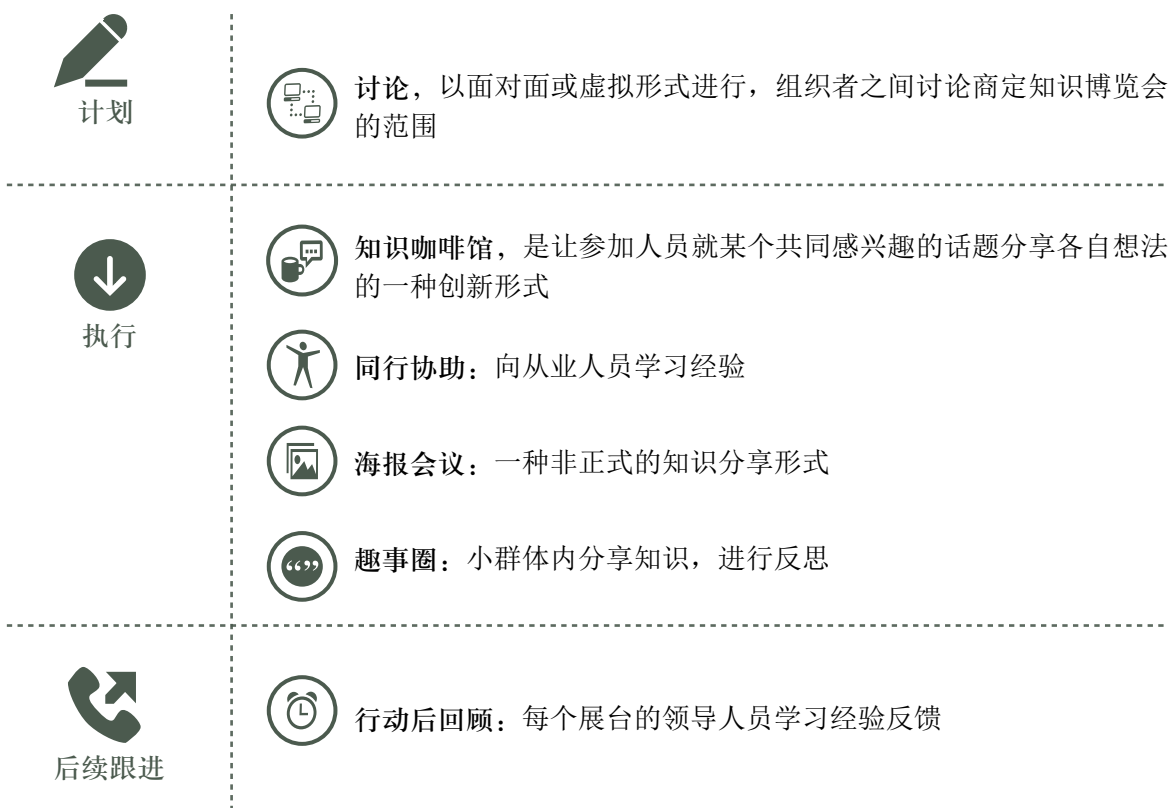 计划
讨论，以面对面或虚拟形式进行，组织者之间讨论商定知识博览会
的范围
执行
知识咖啡馆，是让参加人员就某个共同感兴趣的话题分享各自想法
的一种创新形式
同行协助：向从业人员学习经验
海报会议：一种非正式的知识分享形式
趣事圈：小群体内分享知识，进行反思
后续跟进
行动后回顾：每个展台的领导人员学习经验反馈